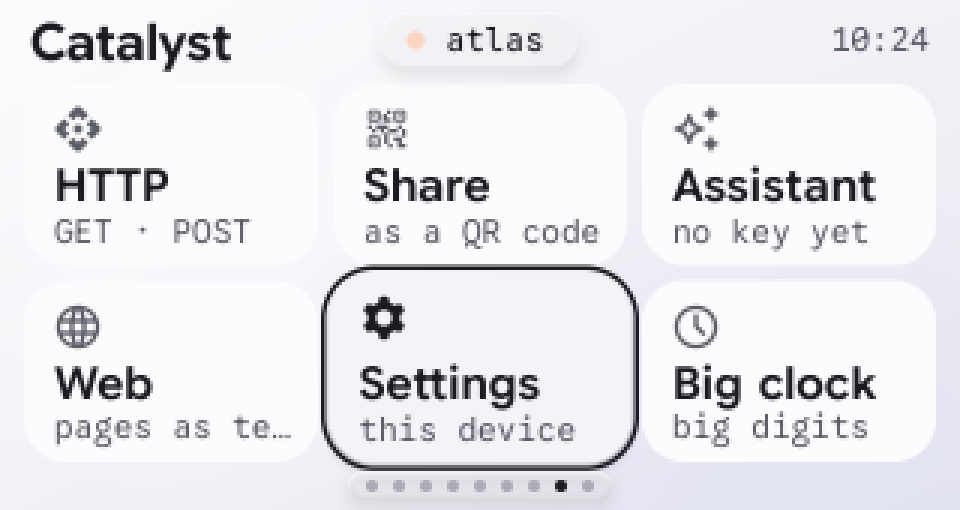 Catalyst
atlas
10:24
HTTP
GET · POST
Share
as a QR code
Assistant
no key yet
Web
pages as te…
Settings
this device
Big clock
big digits